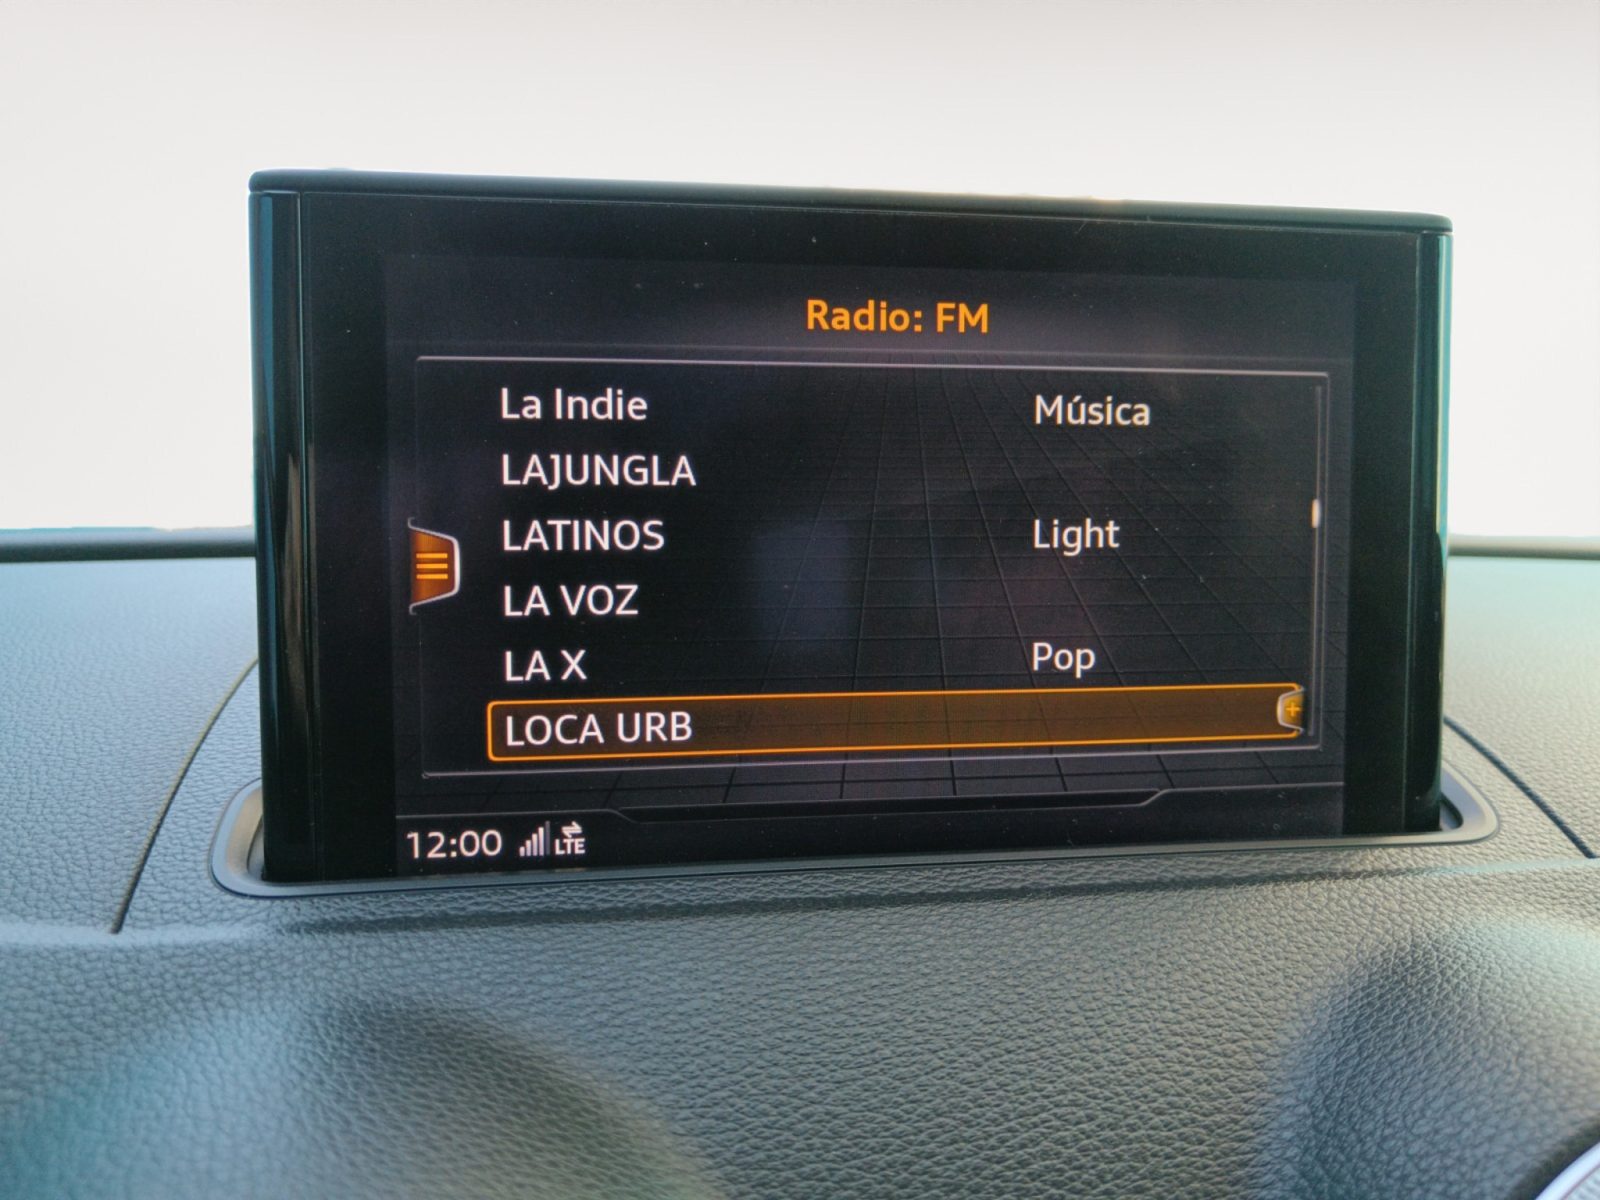 Radio: FM
La Indie Música
LAJUNGLA
LATINOS Light
LA VOZ
LA X Pop
LOCA URB
12:00 LTE